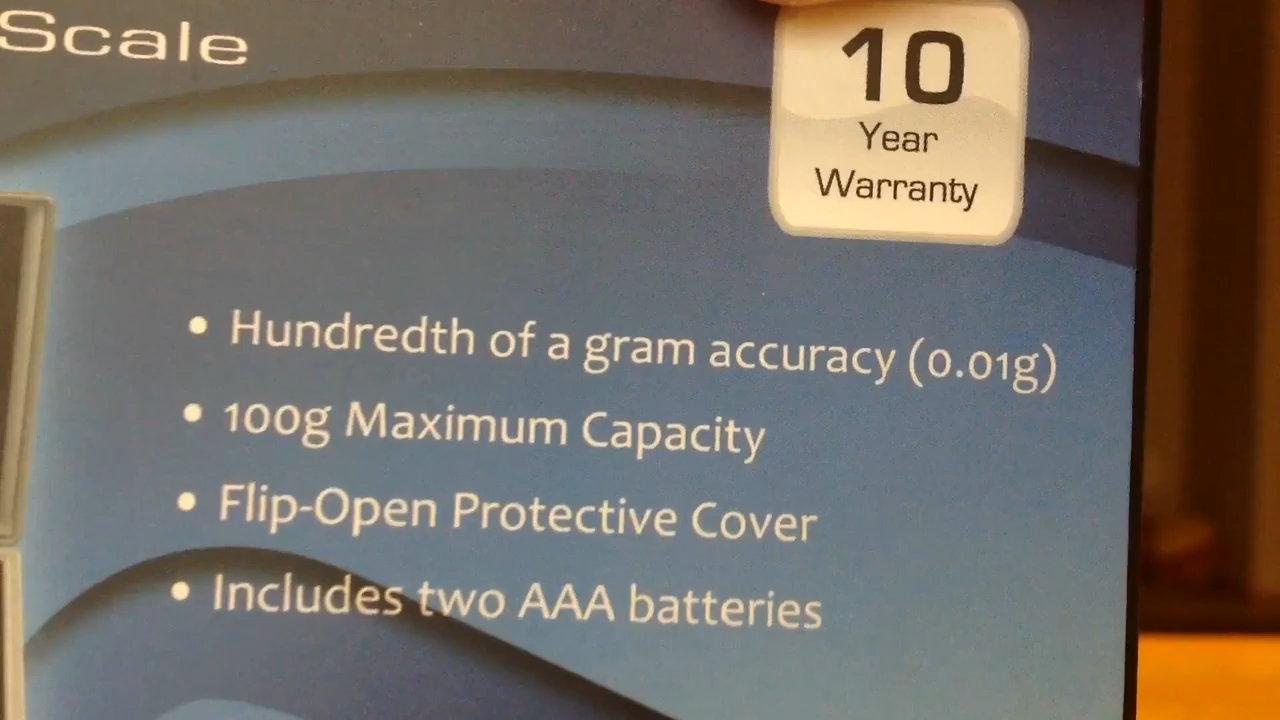 Scale
10
Year
Warranty
• Hundredth of a gram accuracy (0.01g)
• 100g Maximum Capacity
• Flip-Open Protective Cover
• Includes two AAA batteries